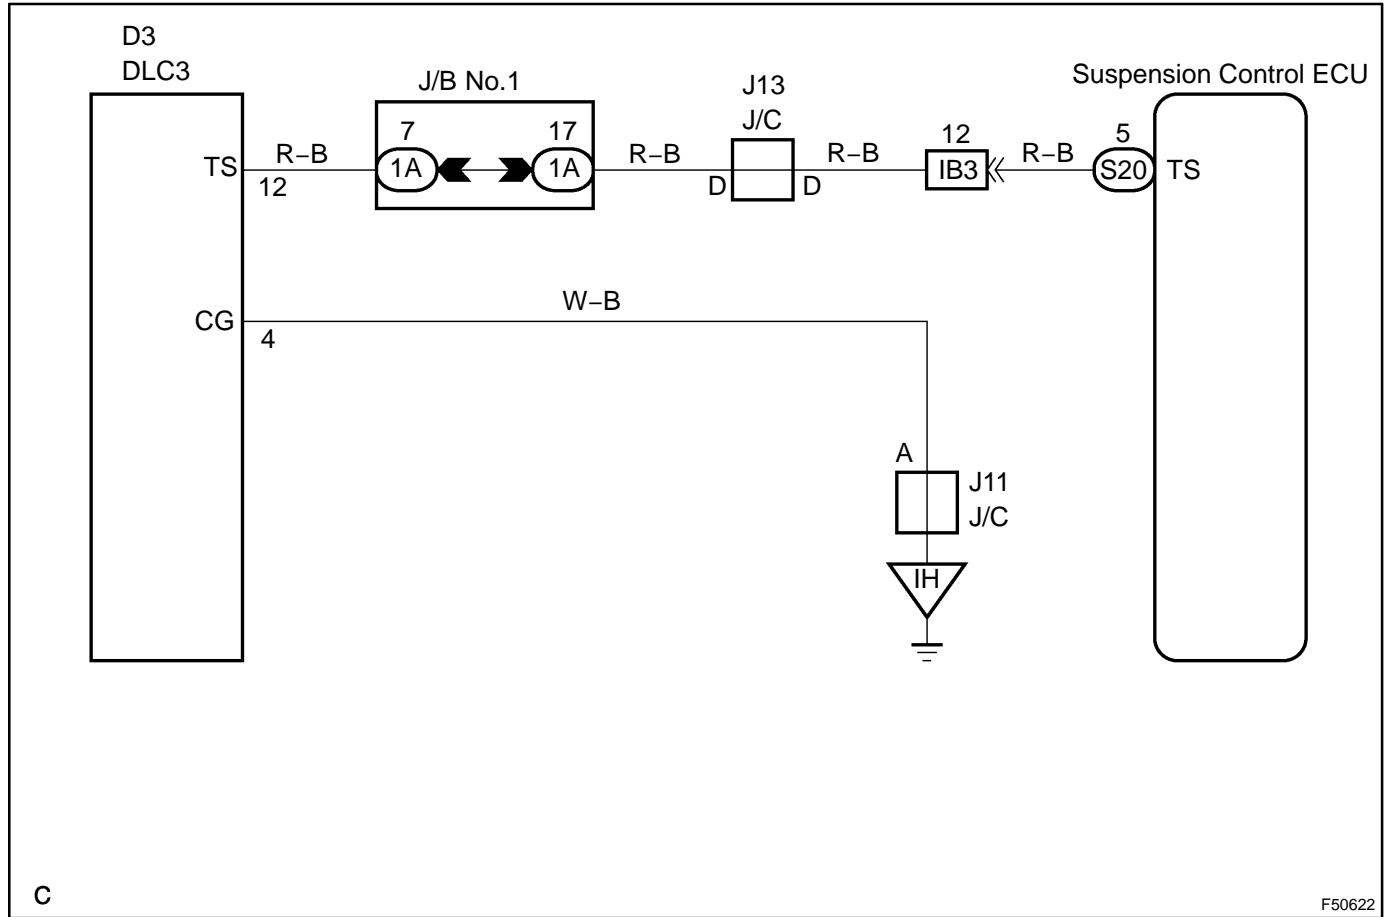 D3
DLC3
J/B No.1
J13
J/C
Suspension Control ECU
7
17
12
5
TS
R–B
1A
1A
R–B
R–B
IB3
R–B
S20
TS
12
D
D
W–B
CG
4
A
J11
J/C
IH
C
F50622